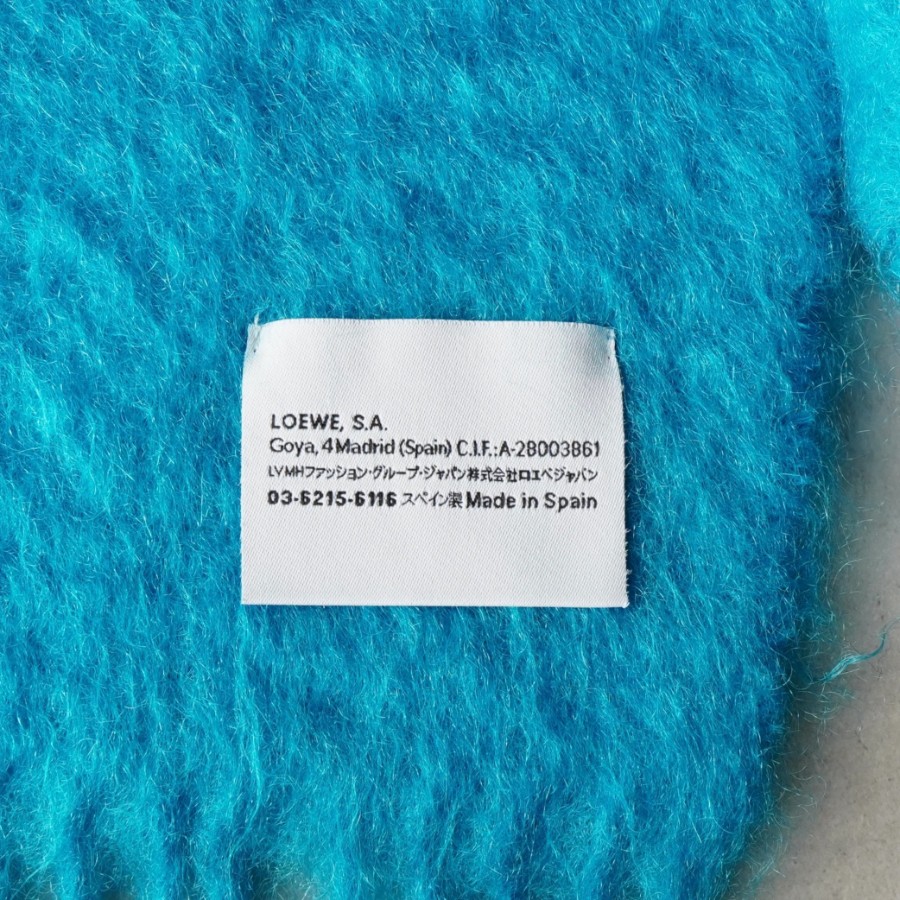 LOEWE, S.A.
Goya, 4 Madrid (Spain) C.I.F.:A-28003861
LVMHファッション・グループ・ジャパン株式会社ロエベジャパン
03-6215-6116 スペイン製 Made in Spain